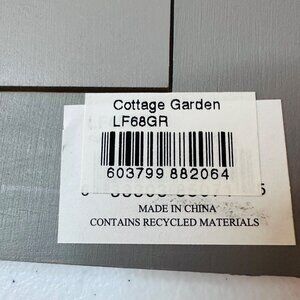 Cottage Garden
LF68GR
603799 882064
MADE IN CHINA
CONTAINS RECYCLED MATERIALS